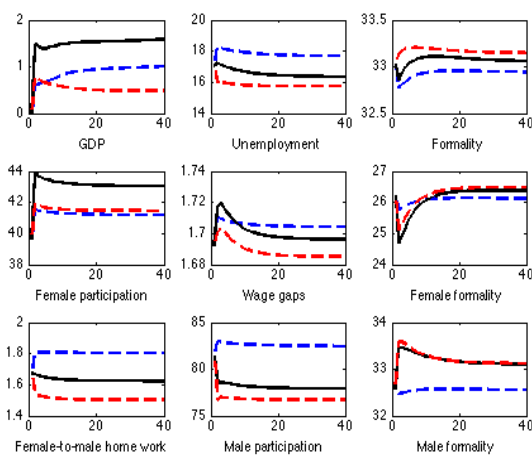 2
1
0
0 20 40
GDP
20
18
16
14
0 20 40
Unemployment
33.5
33
32.5
0 20 40
Formality
44
42
40
38
0 20 40
Female participation
1.74
1.72
1.70
1.68
0 20 40
Wage gaps
27
26
25
24
0 20 40
Female formality
2
1.8
1.6
1.4
0 20 40
Female-to-male home work
85
80
75
0 20 40
Male participation
34
33
32
0 20 40
Male formality